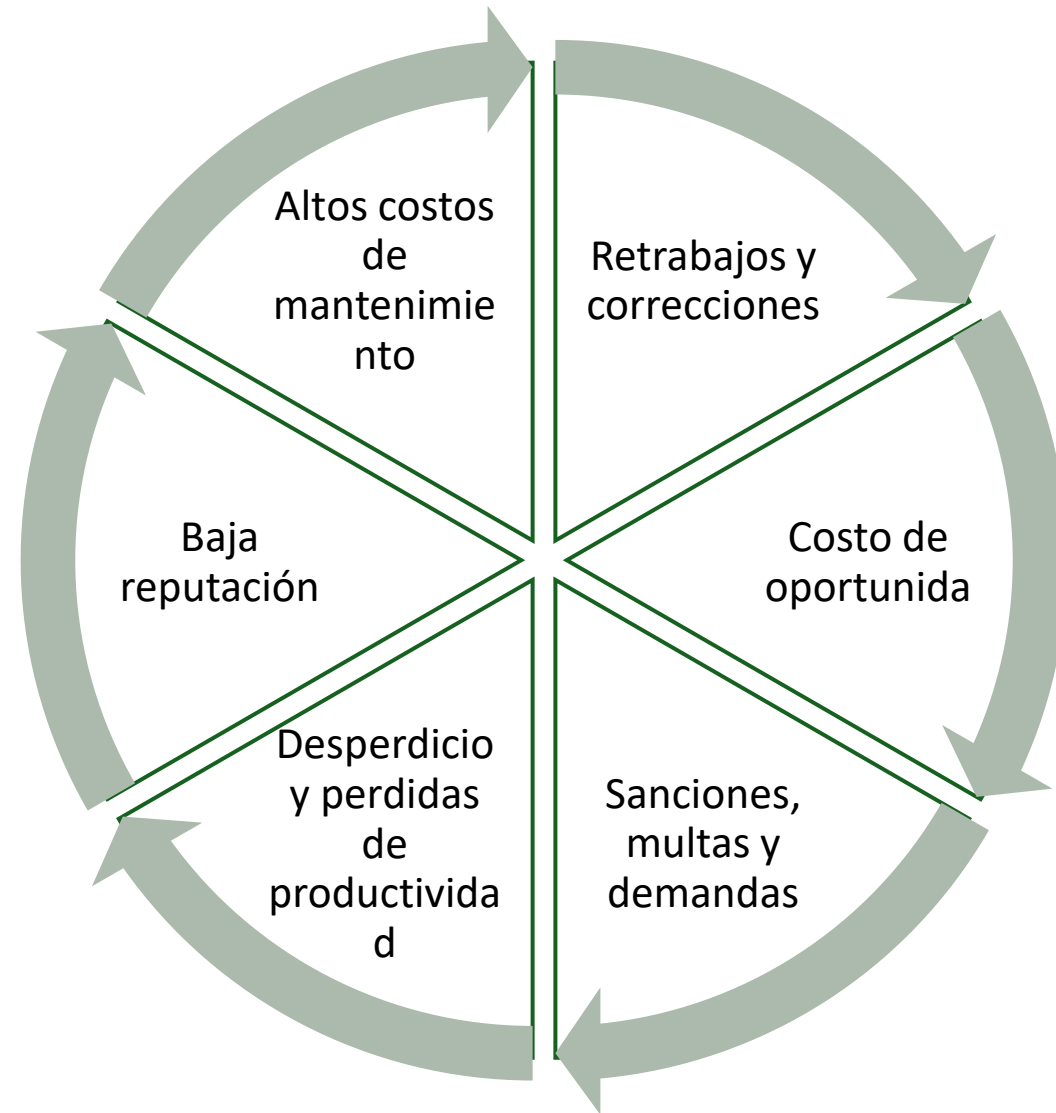 Altos costos
de
mantenimie
nto
Retrabajos y
correcciones
Baja
reputación
Costo de
oportunida
Desperdicio
y perdidas
de
productivida
d
Sanciones,
multas y
demandas